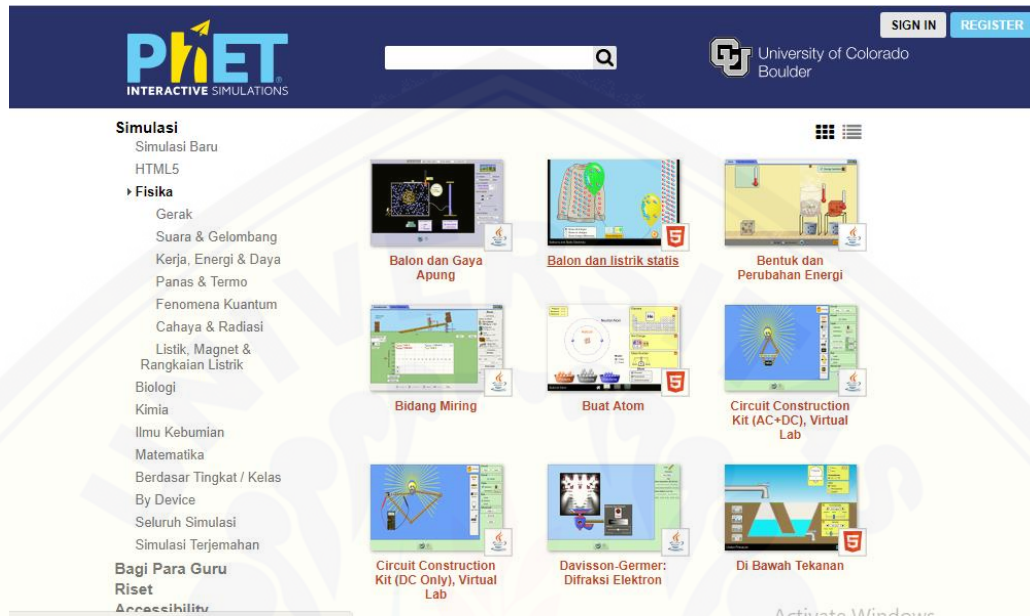 SIGN IN
REGISTER
PhET
INTERACTIVE SIMULATIONS
University of Colorado
Boulder
Simulasi
Simulasi Baru
HTML5
Fisika
Gerak
Suara & Gelombang
Kerja, Energi & Daya
Panas & Termo
Fenomena Kuantum
Cahaya & Radiasi
Listik, Magnet &
Rangkaian Listrik
Biologi
Kimia
Ilmu Kebumian
Matematika
Berdasar Tingkat / Kelas
By Device
Seluruh Simulasi
Simulasi Terjemahan
Bagi Para Guru
Riset
Accessibility
Balon dan Gaya
Apung
Balon dan listrik statis
Bentuk dan
Perubahan Energi
Bidang Miring
Buat Atom
Circuit Construction
Kit (AC+DC), Virtual
Lab
Circuit Construction
Kit (DC Only), Virtual
Lab
Davisson-Germer:
Difraksi Elektron
Di Bawah Tekanan
Activate Windows